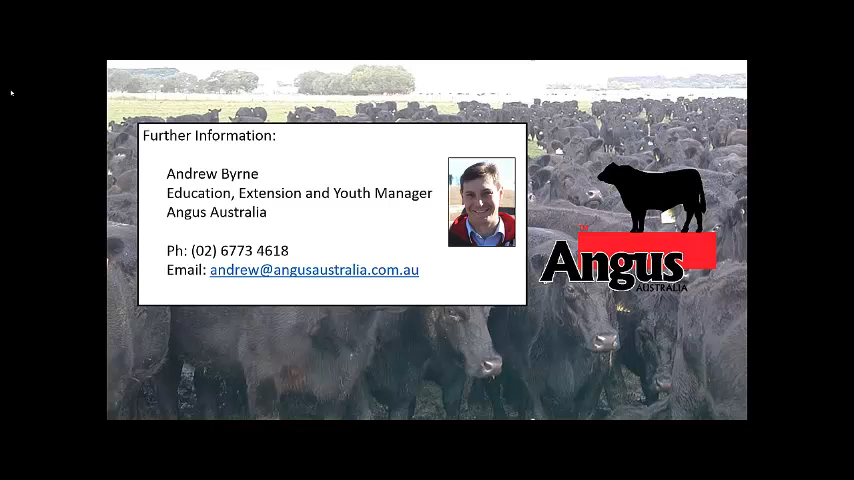 Further Information:
Andrew Byrne
Education, Extension and Youth Manager
Angus Australia
Ph: (02) 6773 4618
Email: andrew@angusaustralia.com.au
Angus
AUSTRALIA